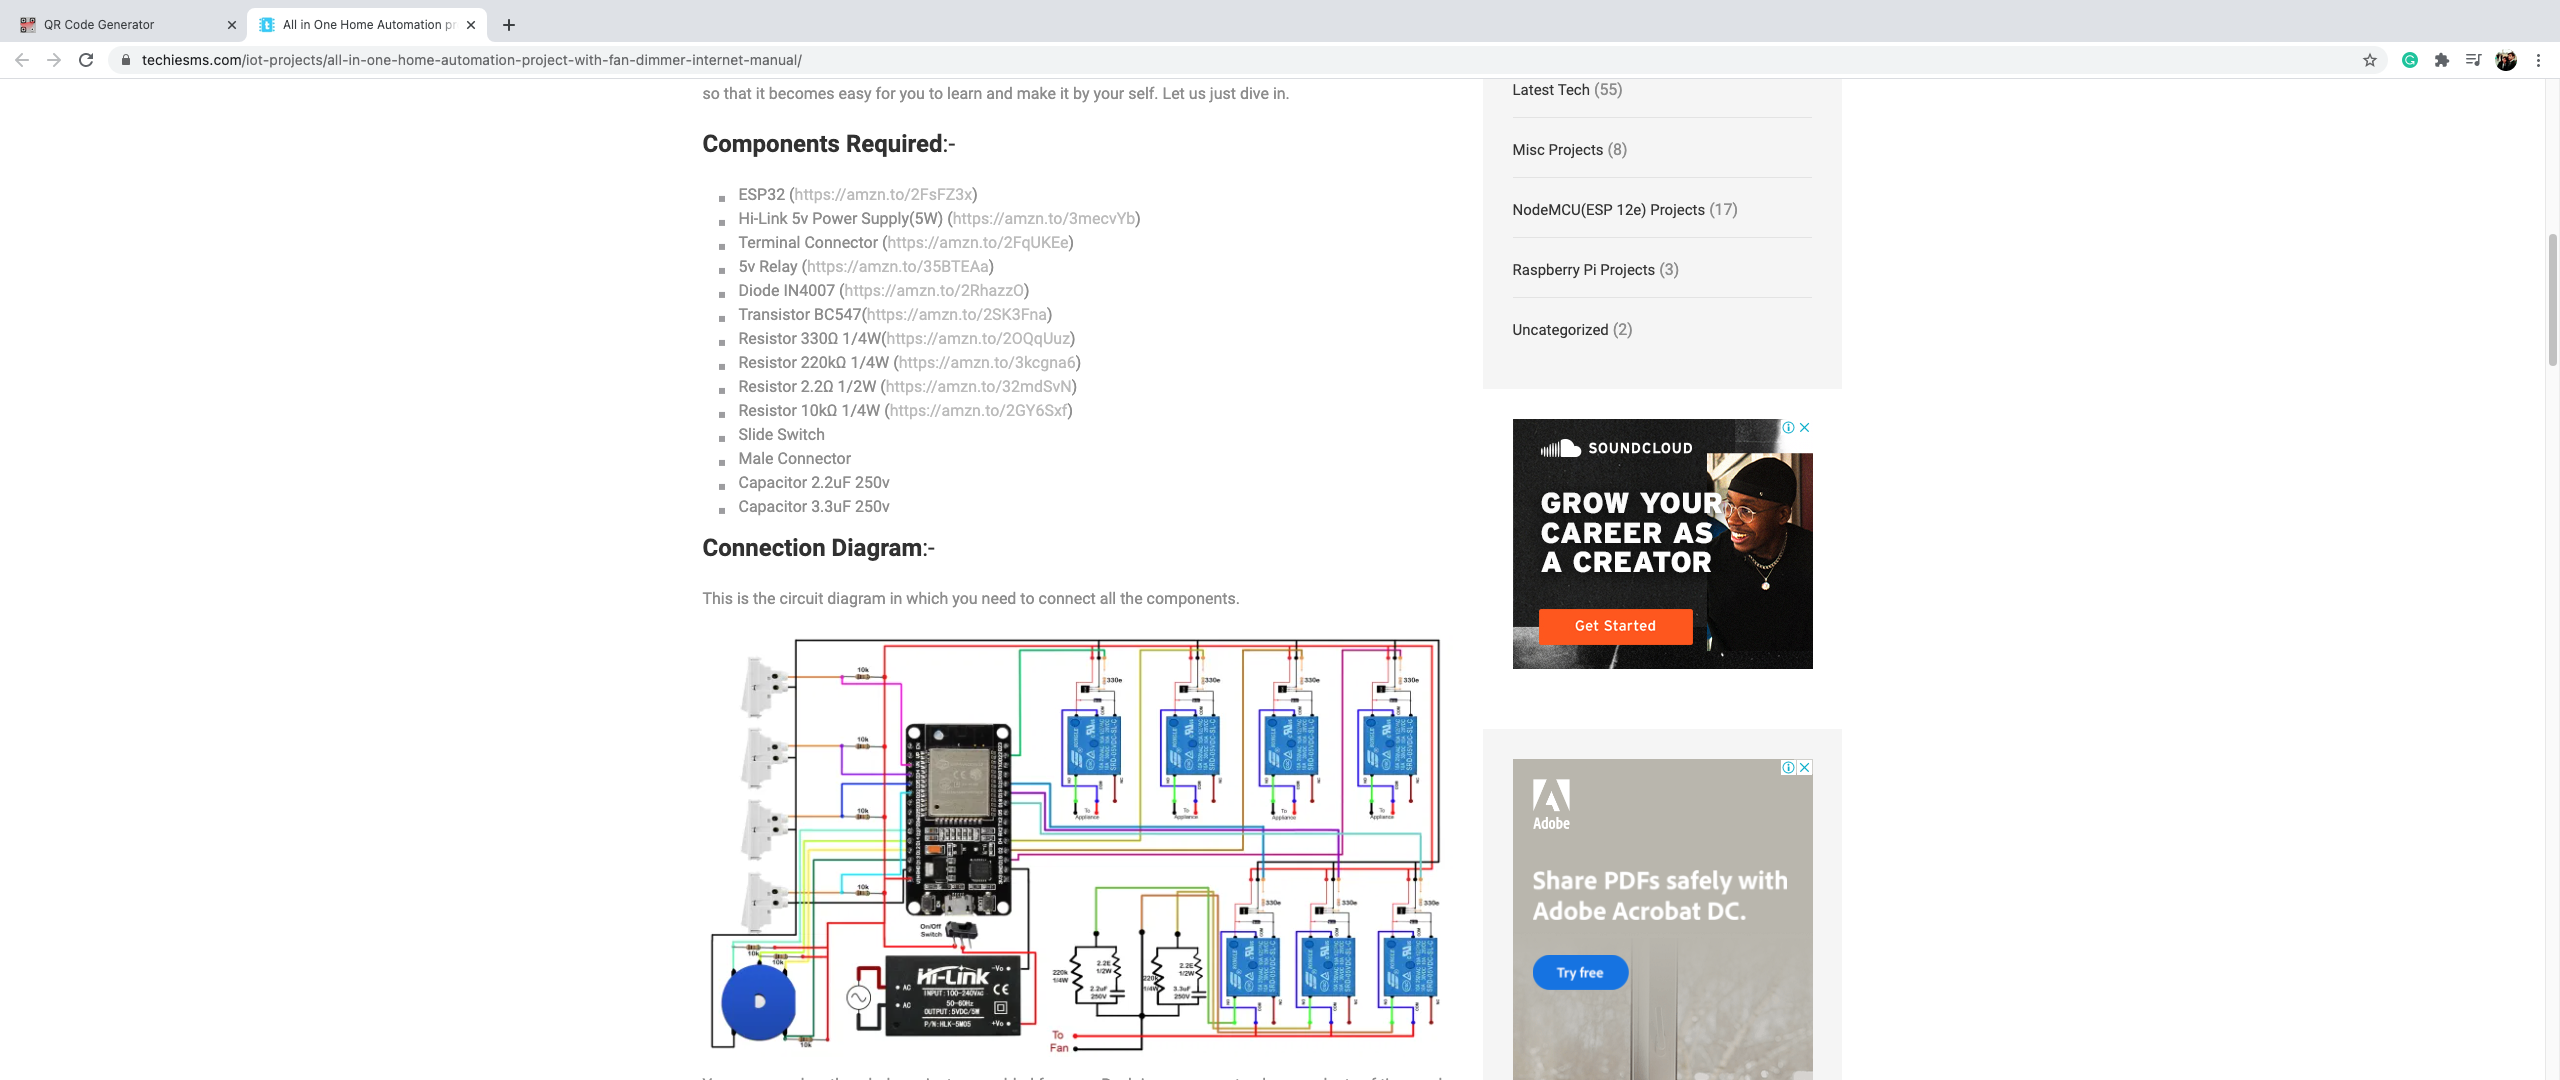 QR Code Generator
All in One Home Automation pr
techiesms.com/iot-projects/all-in-one-home-automation-project-with-fan-dimmer-internet-manual/
so that it becomes easy for you to learn and make it by your self. Let us just dive in.
Components Required:-
ESP32 (https://amzn.to/2FsFZ3x)
Hi-Link 5v Power Supply(5W) (https://amzn.to/3mecvYb)
Terminal Connector (https://amzn.to/2FqUKEe)
5v Relay (https://amzn.to/35BTEAa)
Diode IN4007 (https://amzn.to/2RhazzO)
Transistor BC547(https://amzn.to/2SK3Fna)
Resistor 330Ω 1/4W(https://amzn.to/2OQqUuz)
Resistor 220kΩ 1/4W (https://amzn.to/3kcgna6)
Resistor 2.2Ω 1/2W (https://amzn.to/32mdSvN)
Resistor 10kΩ 1/4W (https://amzn.to/2GY6Sxf)
Slide Switch
Male Connector
Capacitor 2.2uF 250v
Capacitor 3.3uF 250v
Connection Diagram:-
This is the circuit diagram in which you need to connect all the components.
10k
10k
10k
10k
10k
10k
10k
330e
330e
330e
330e
To
Appliance
To
Appliance
To
Appliance
To
Appliance
330e
330e
330e
On/Off
Switch
Hi-Link
INPUT:100-240VAC
50-60Hz
OUTPUT:5VDC/5W
P/N:HLK-5M05
AC
AC
-Vo
+Vo
220k
1/4W
2.2E
1/2W
2.2uF
250V
220k
1/4W
2.2E
1/2W
3.3uF
250V
To
Fan
Latest Tech (55)
Misc Projects (8)
NodeMCU(ESP 12e) Projects (17)
Raspberry Pi Projects (3)
Uncategorized (2)
SOUNDCLOUD
GROW YOUR
CAREER AS
A CREATOR
Get Started
Adobe
Share PDFs safely with
Adobe Acrobat DC.
Try free